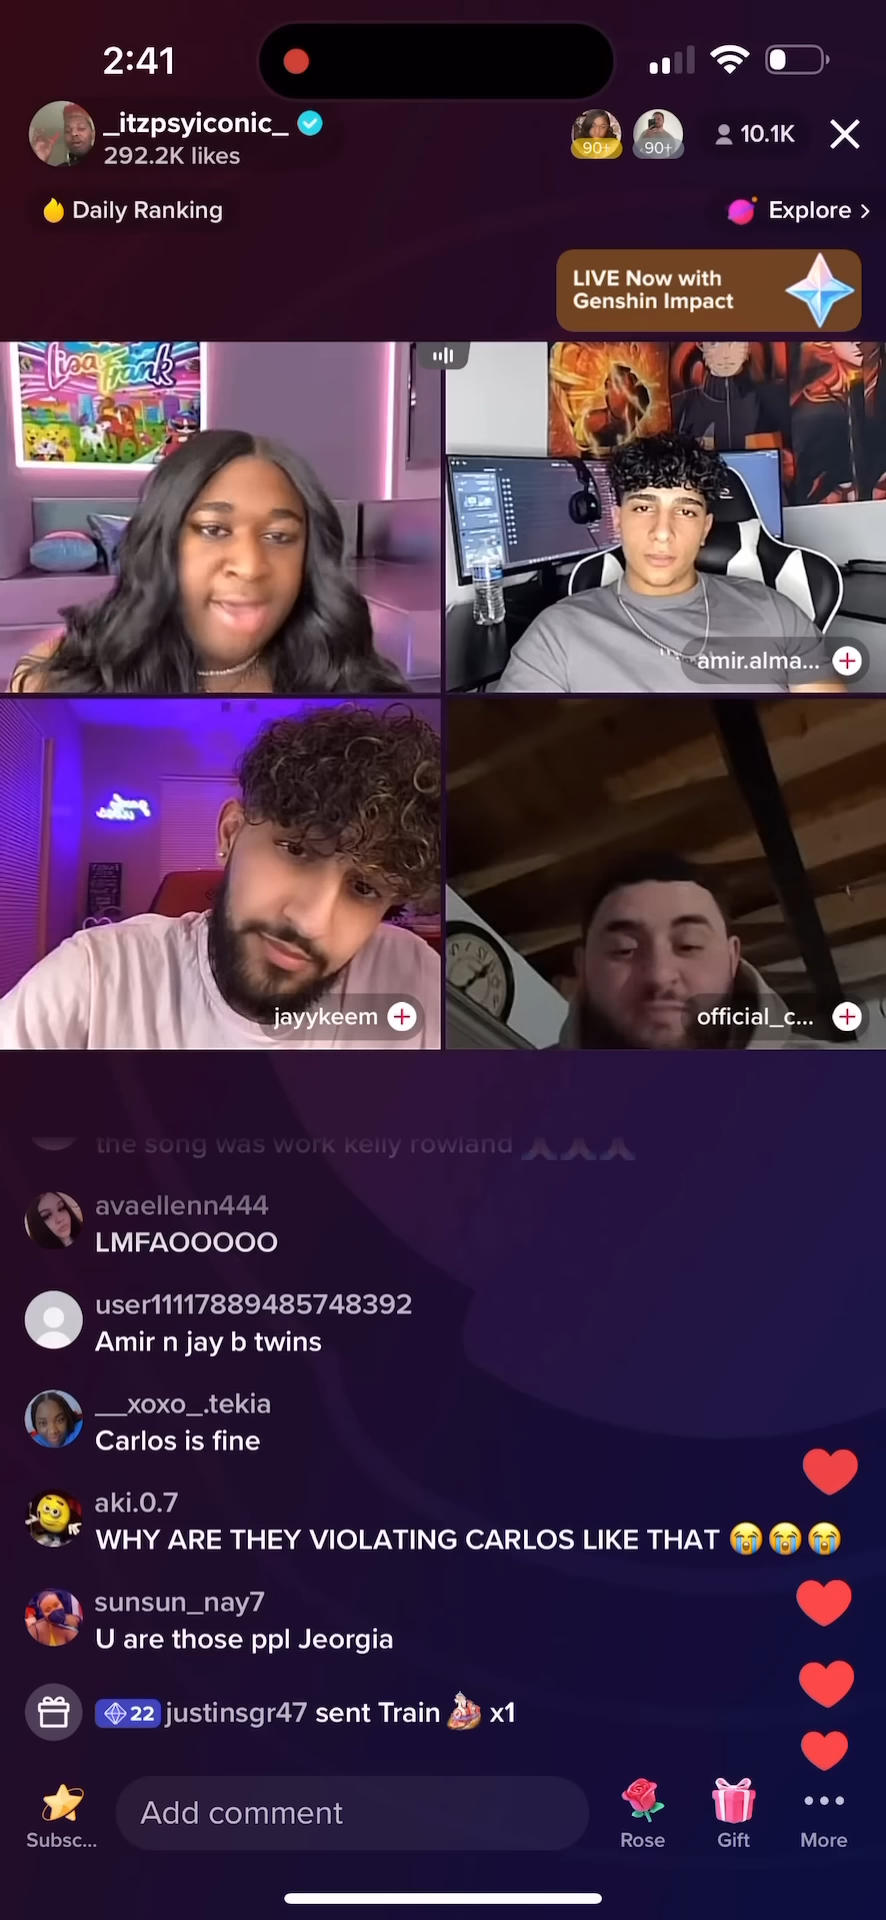 2:41
_itzpsyiconic_
292.2K likes
90+
90+
10.1K
Daily Ranking
Explore >
LIVE Now with
Genshin Impact
Lisa Frank
amir.alma...
jayykeem
official_c...
the song was work kelly rowland
avaellenn444
LMFAOOOOO
user11117889485748392
Amir n jay b twins
__xoxo_.tekia
Carlos is fine
aki.0.7
WHY ARE THEY VIOLATING CARLOS LIKE THAT 😭😭😭
sunsun_nay7
U are those ppl Jeorgia
22 justinsgr47 sent Train x1
Add comment
Subsc...
Rose
Gift
More